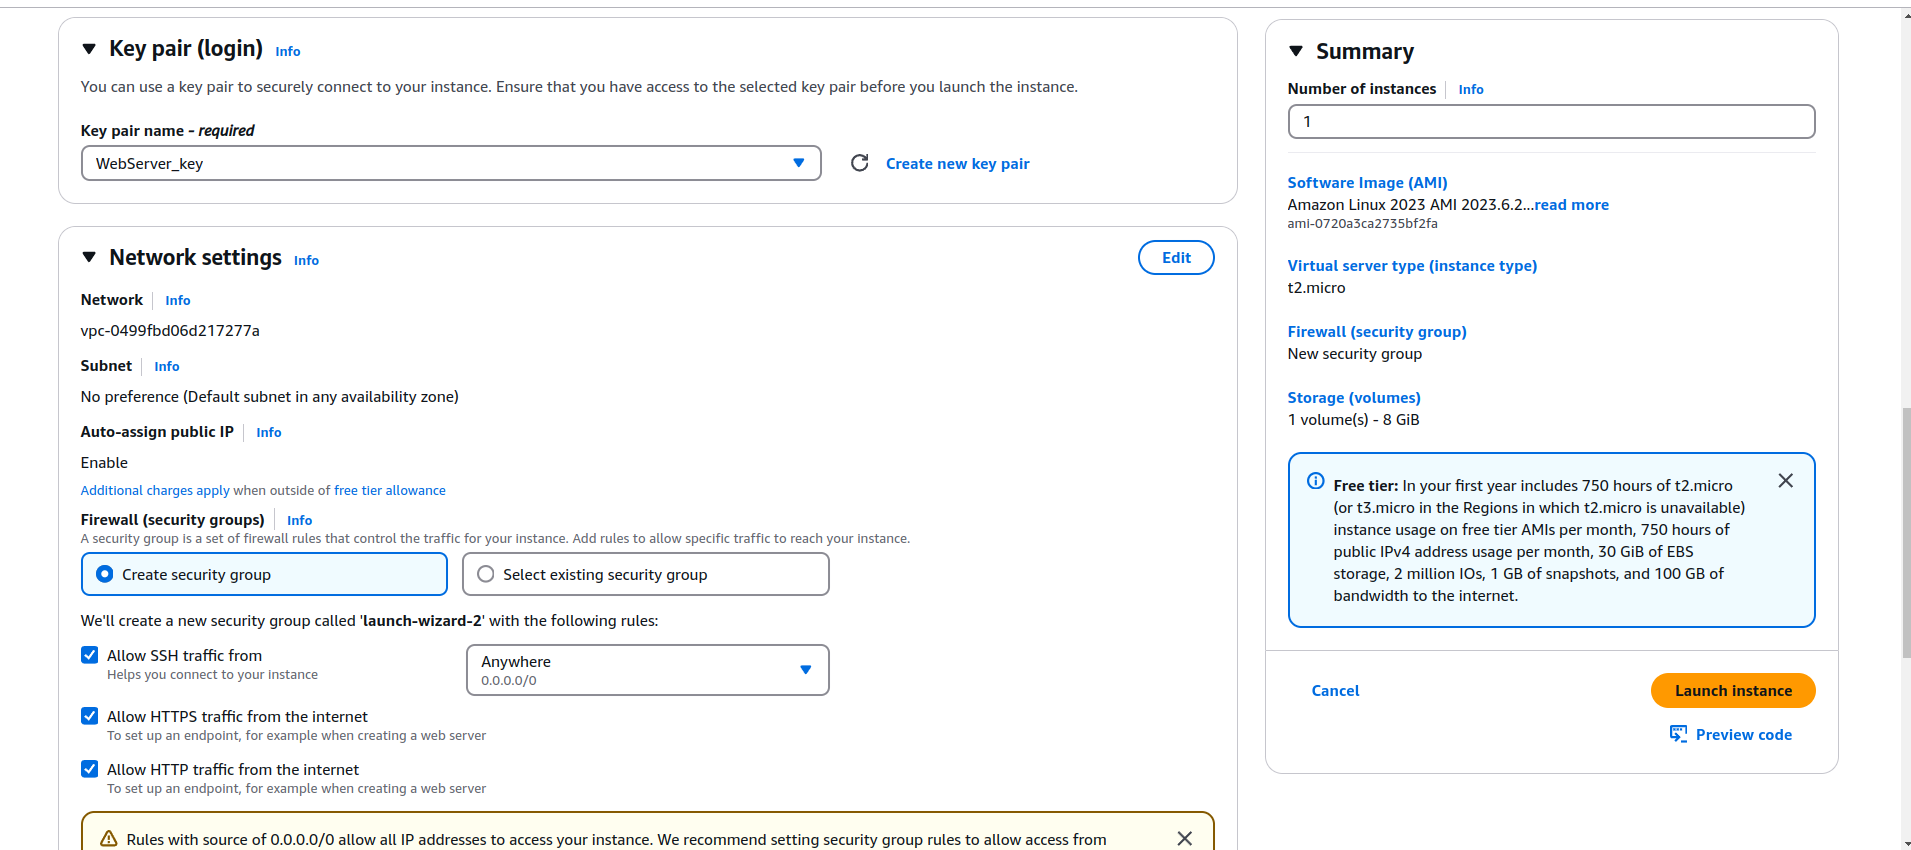 Key pair (login) Info
You can use a key pair to securely connect to your instance. Ensure that you have access to the selected key pair before you launch the instance.
Key pair name - required
WebServer_key
Create new key pair
Network settings Info
Edit
Network Info
vpc-0499fbd06d217277a
Subnet Info
No preference (Default subnet in any availability zone)
Auto-assign public IP Info
Enable
Additional charges apply when outside of free tier allowance
Firewall (security groups) Info
A security group is a set of firewall rules that control the traffic for your instance. Add rules to allow specific traffic to reach your instance.
Create security group
Select existing security group
We'll create a new security group called 'launch-wizard-2' with the following rules:
Allow SSH traffic from
Helps you connect to your instance
Anywhere
0.0.0.0/0
Allow HTTPS traffic from the internet
To set up an endpoint, for example when creating a web server
Allow HTTP traffic from the internet
To set up an endpoint, for example when creating a web server
Rules with source of 0.0.0.0/0 allow all IP addresses to access your instance. We recommend setting security group rules to allow access from
Summary
Number of instances Info
1
Software Image (AMI)
Amazon Linux 2023 AMI 2023.6.2...read more
ami-0720a3ca2735bf2fa
Virtual server type (instance type)
t2.micro
Firewall (security group)
New security group
Storage (volumes)
1 volume(s) - 8 GiB
Free tier: In your first year includes 750 hours of t2.micro
(or t3.micro in the Regions in which t2.micro is unavailable)
instance usage on free tier AMIs per month, 750 hours of
public IPv4 address usage per month, 30 GiB of EBS
storage, 2 million IOs, 1 GB of snapshots, and 100 GB of
bandwidth to the internet.
Cancel
Launch instance
Preview code